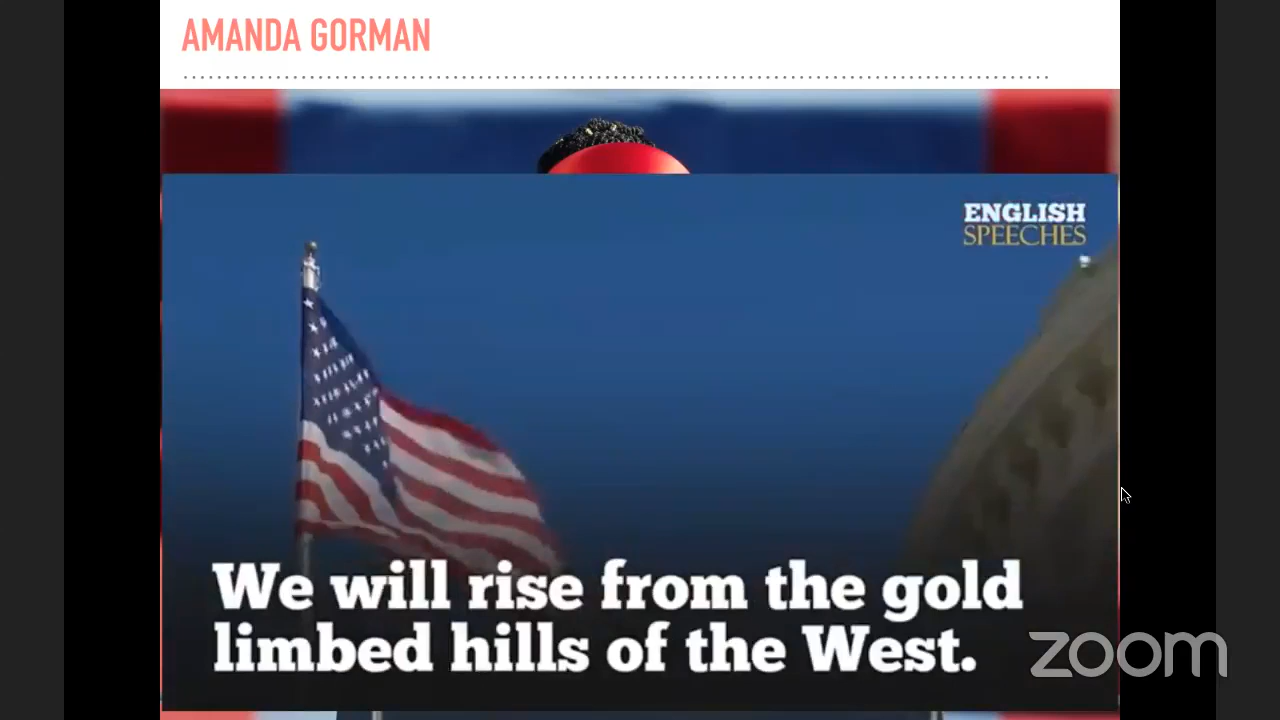 AMANDA GORMAN
ENGLISH
SPEECHES
We will rise from the gold
limbed hills of the West.
zoom